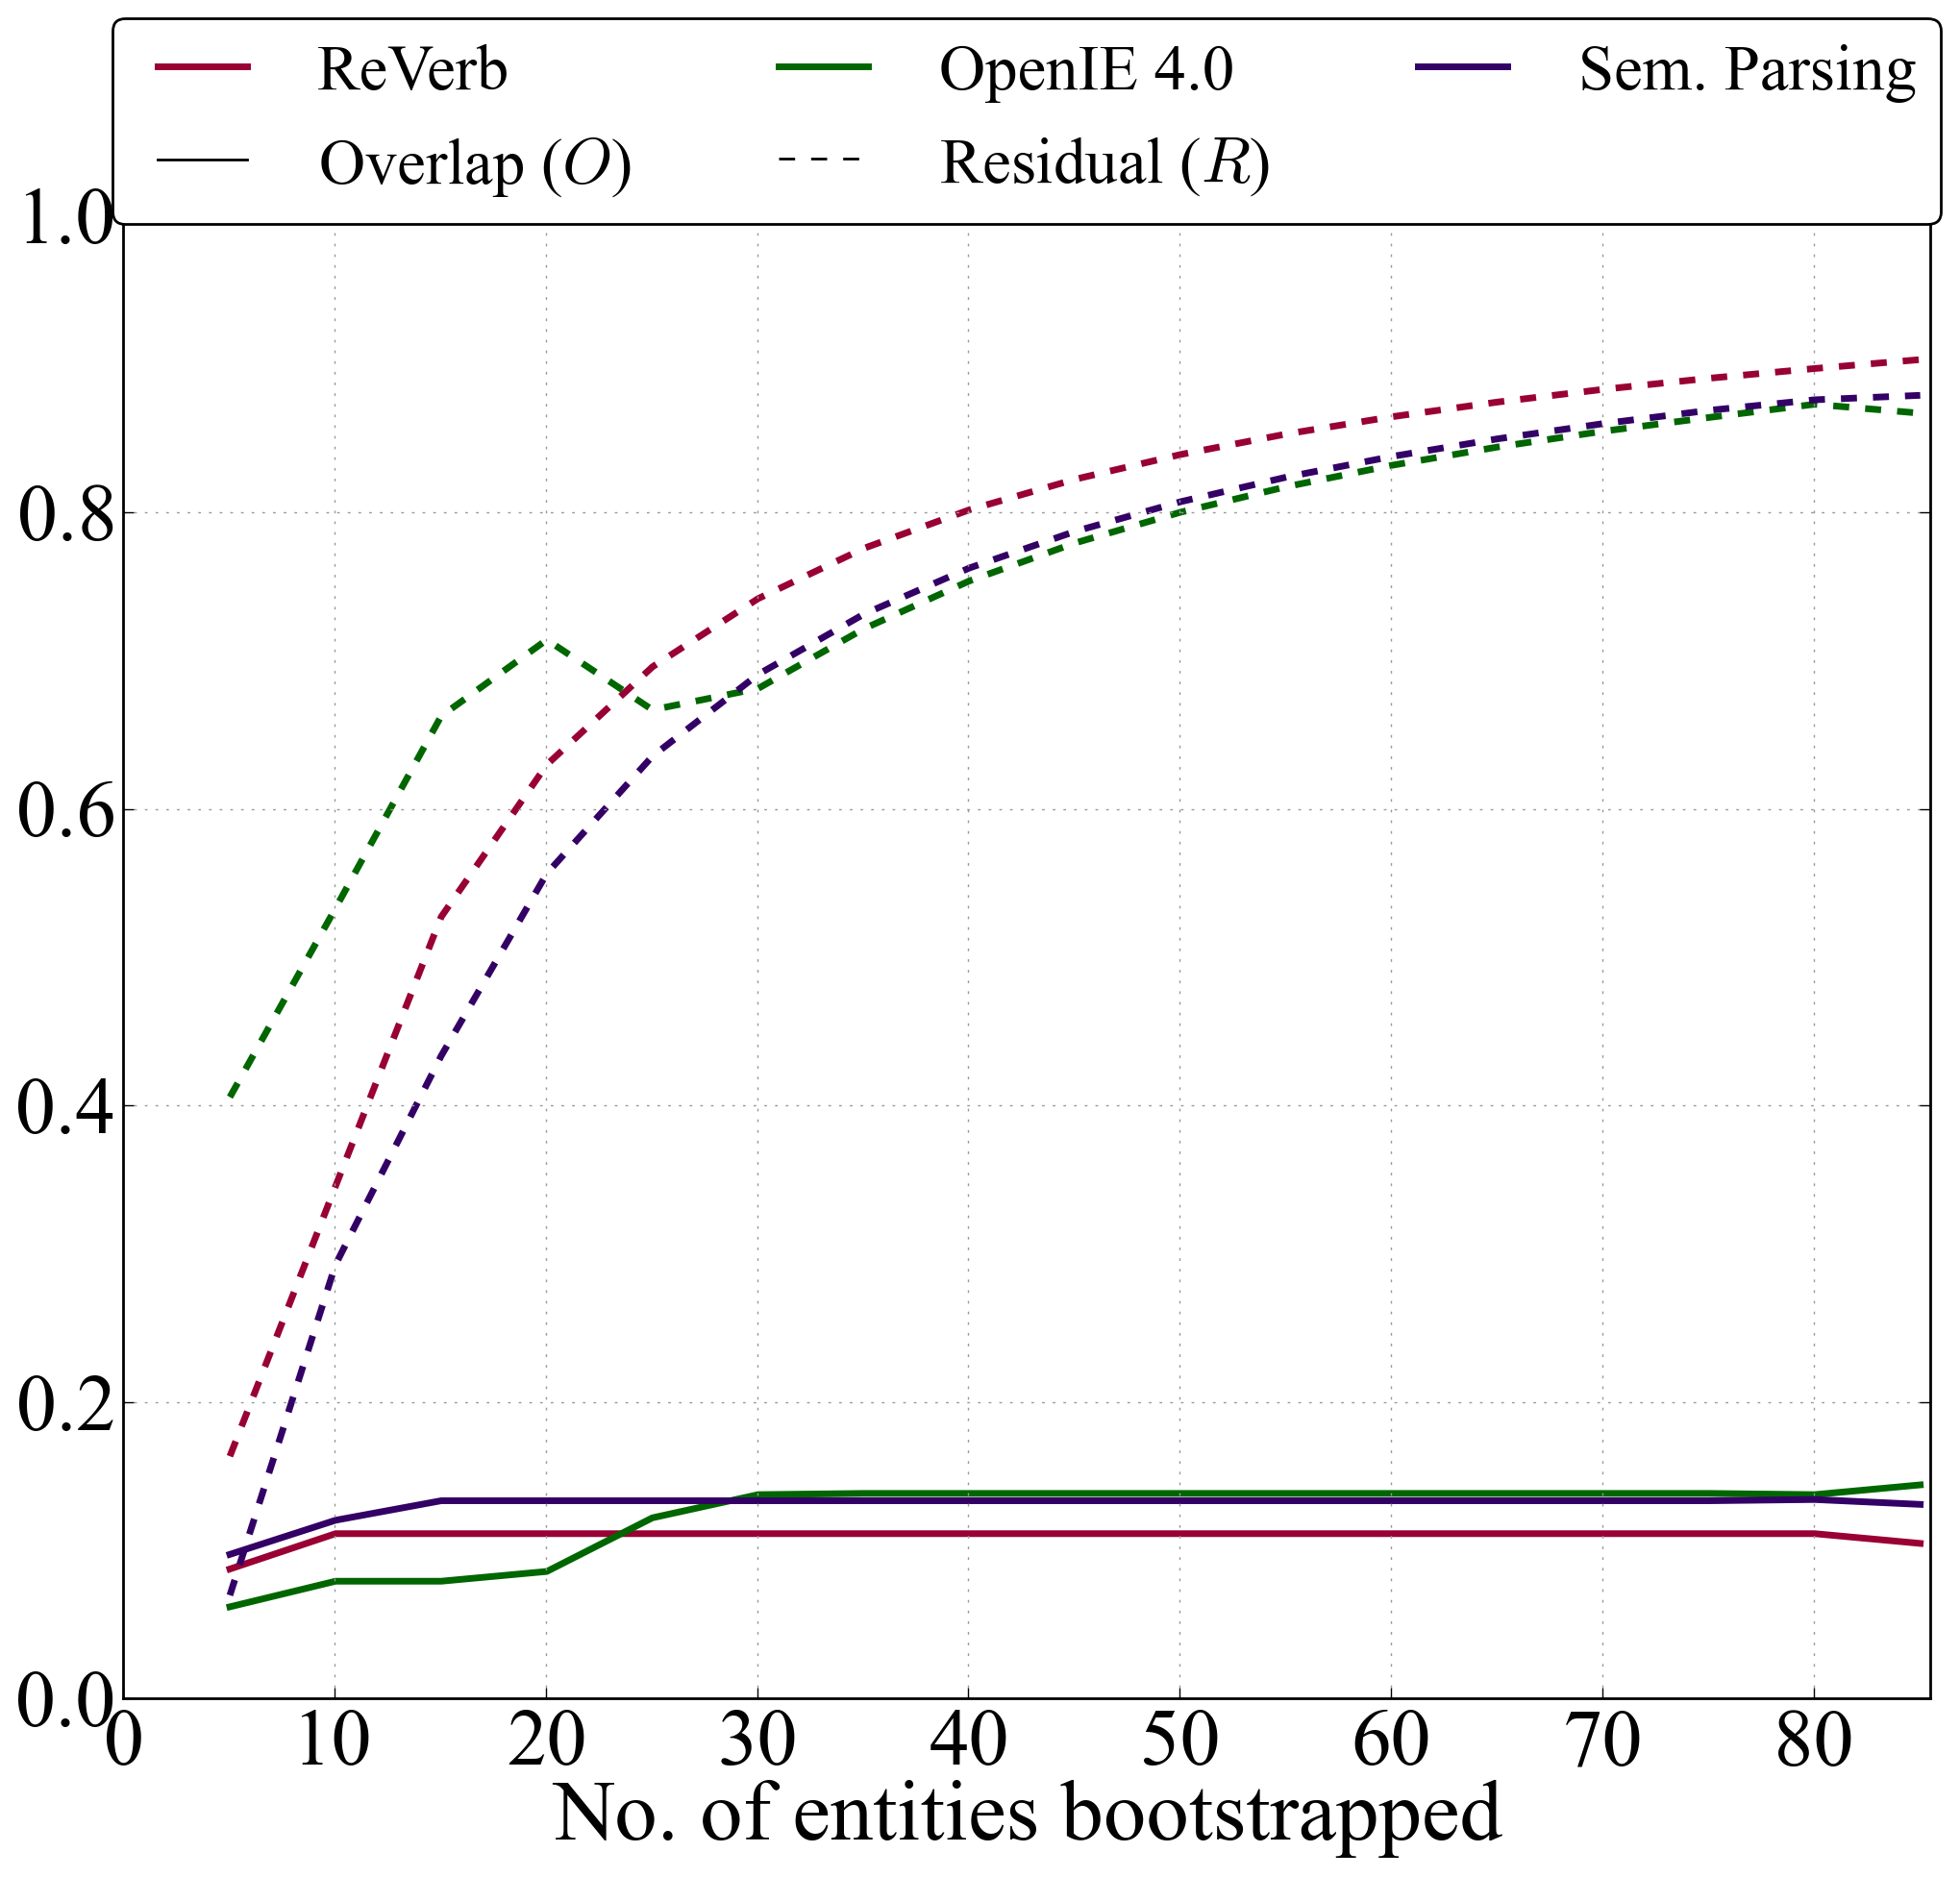 ReVerb OpenIE 4.0 Sem. Parsing
Overlap (O) Residual (R)
1.0
0.8
0.6
0.4
0.2
0.0
0 10 20 30 40 50 60 70 80
No. of entities bootstrapped